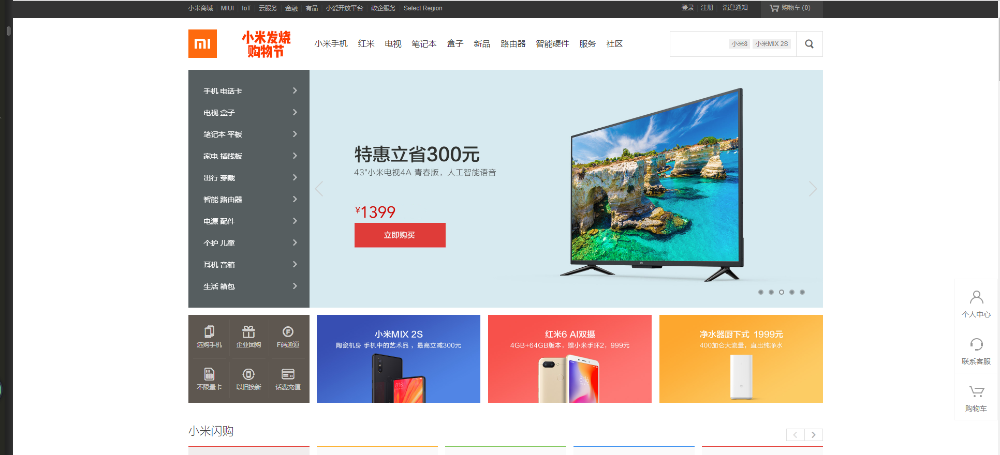 小米商城 MIUI IoT 云服务 金融 有品 小爱开放平台 政企服务 Select Region 登录 注册 消息通知 购物车 (0)
小米发烧
购物节
小米手机 红米 电视 笔记本 盒子 新品 路由器 智能硬件 服务 社区 小米8 小米MIX 2S
手机 电话卡
电视 盒子
笔记本 平板
家电 插线板
出行 穿戴
智能 路由器
电源 配件
个护 儿童
耳机 音箱
生活 箱包
特惠立省300元
43"小米电视4A 青春版，人工智能语音
¥1399
立即购买
选购手机 企业团购 F码通道
不限量卡 以旧换新 话费充值
小米MIX 2S
陶瓷机身 手机中的艺术品 ，最高立减300元
8:16
红米6 AI双摄
4GB+64GB版本，赠小米手环2，999元
8:16
净水器厨下式 1999元
400加仑大流量，直出纯净水
个人中心
联系客服
购物车
小米闪购